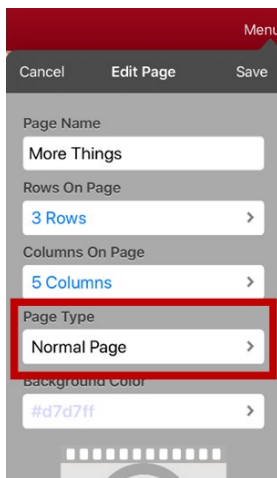 Menu
Cancel Edit Page Save
Page Name
More Things
Rows On Page
3 Rows
Columns On Page
5 Columns
Page Type
Normal Page
Background Color
#d7d7ff